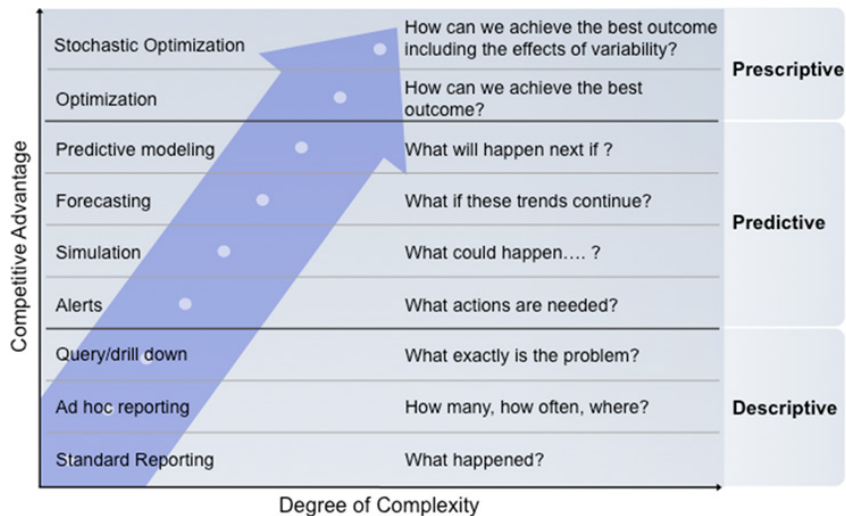 Stochastic Optimization
How can we achieve the best outcome
including the effects of variability?
Prescriptive
Optimization
How can we achieve the best
outcome?
Predictive modeling
What will happen next if ?
Forecasting
What if these trends continue?
Predictive
Simulation
What could happen.... ?
Alerts
What actions are needed?
Query/drill down
What exactly is the problem?
Ad hoc reporting
How many, how often, where?
Descriptive
Standard Reporting
What happened?
Competitive Advantage
Degree of Complexity